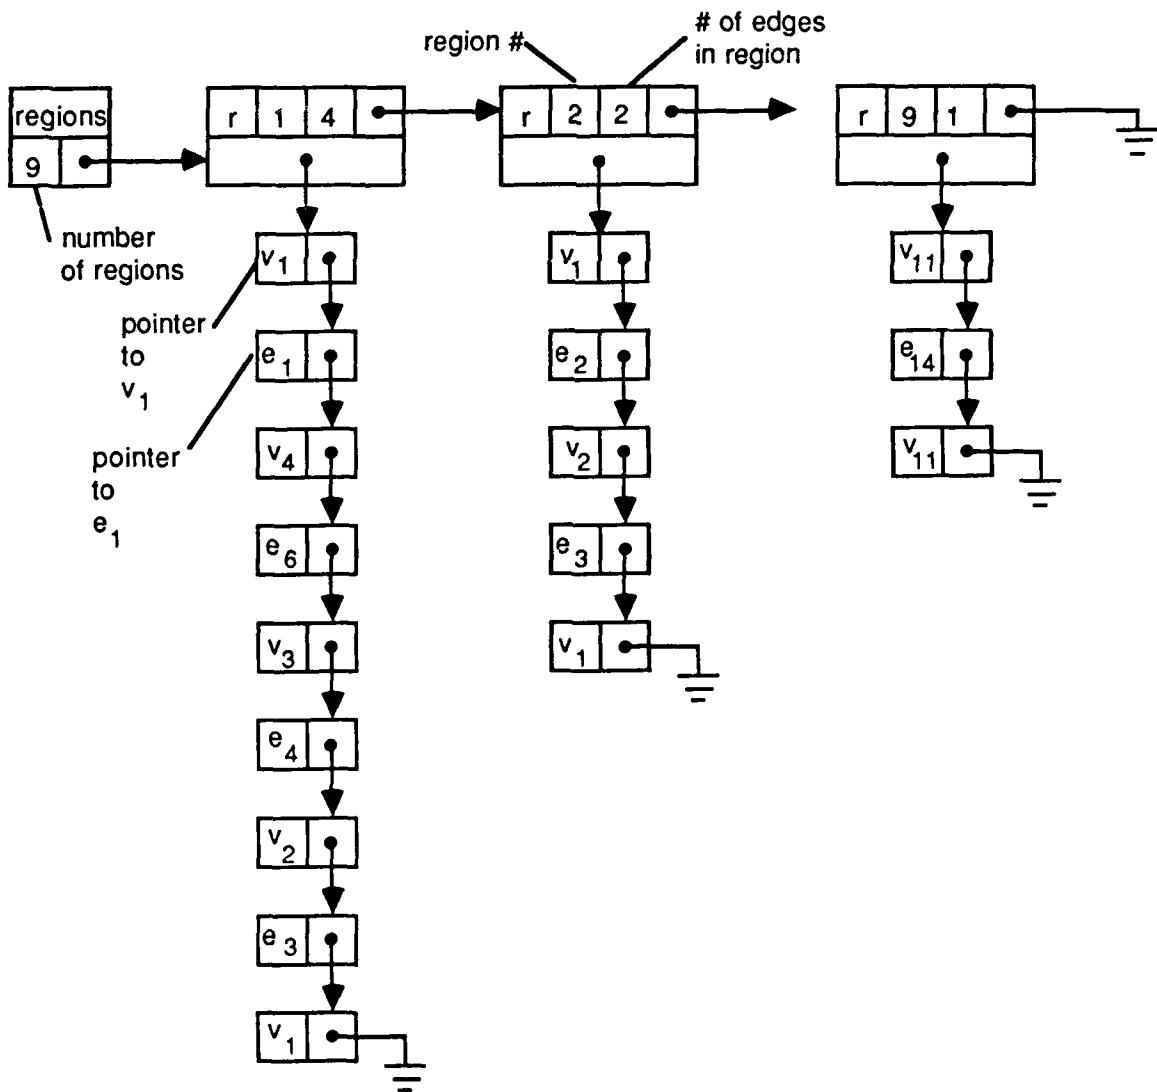 region #
# of edges
in region
regions
9
number
of regions
r 1 4
r 2 2
r 9 1
pointer
to
v1
pointer
to
e1
v1
e1
v4
e6
v3
e4
v2
e3
v1
v1
e2
v2
e3
v1
v11
e14
v11